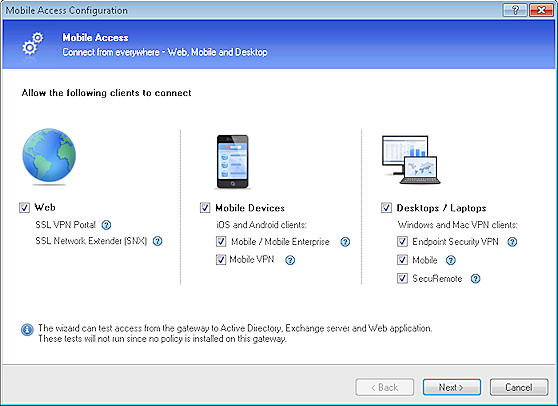 Mobile Access Configuration
Mobile Access
Connect from everywhere - Web, Mobile and Desktop
Allow the following clients to connect
Web
SSL VPN Portal
SSL Network Extender (SNX)
Mobile Devices
iOS and Android clients:
Mobile / Mobile Enterprise
Mobile VPN
Desktops / Laptops
Windows and Mac VPN clients:
Endpoint Security VPN
Mobile
SecuRemote
The wizard can test access from the gateway to Active Directory, Exchange server and Web application.
These tests will not run since no policy is installed on this gateway.
< Back
Next >
Cancel